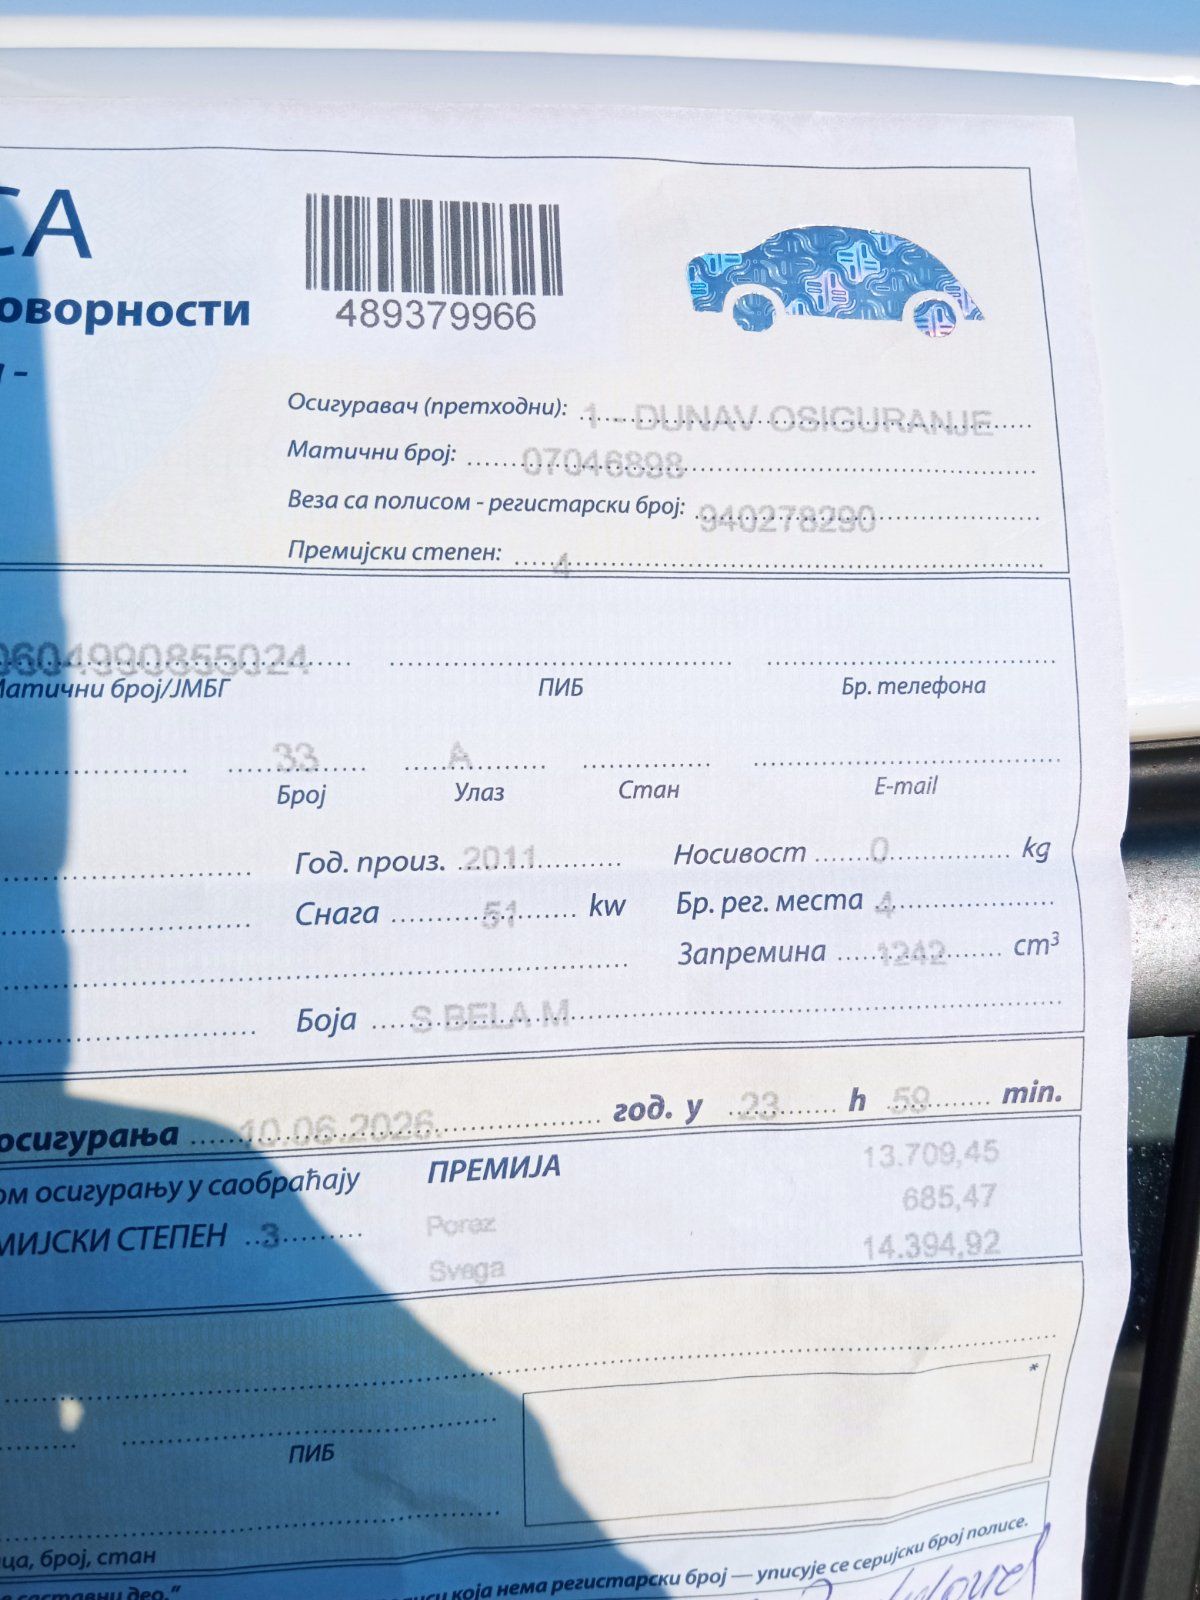 СА
489379966
оворности
-
Осигуравач (претходни): 1 - DUNAV OSIGURANJE
Матични број: 07046898
Веза са полисом - регистарски број: 940278290
Премијски степен: 4
0604990855024
Матични број/ЈМБГ ПИБ Бр. телефона
33 A
Број Улаз Стан E-mail
Год. произ. 2011 Носивост 0 kg
Снага 51 kw Бр. рег. места 4
Запремина 1242 cm³
Боја S BELA M
осигурања 10.06.2026. год. у 23 h 59 min.
ом осигурању у саобраћају ПРЕМИЈА 13.709,45
Porez 685,47
МИЈСКИ СТЕПЕН 3
Svega 14.394,92
*
ПИБ
ца, број, стан
саставни део."
иси која нема регистарски број — уписује се серијски број полисе.